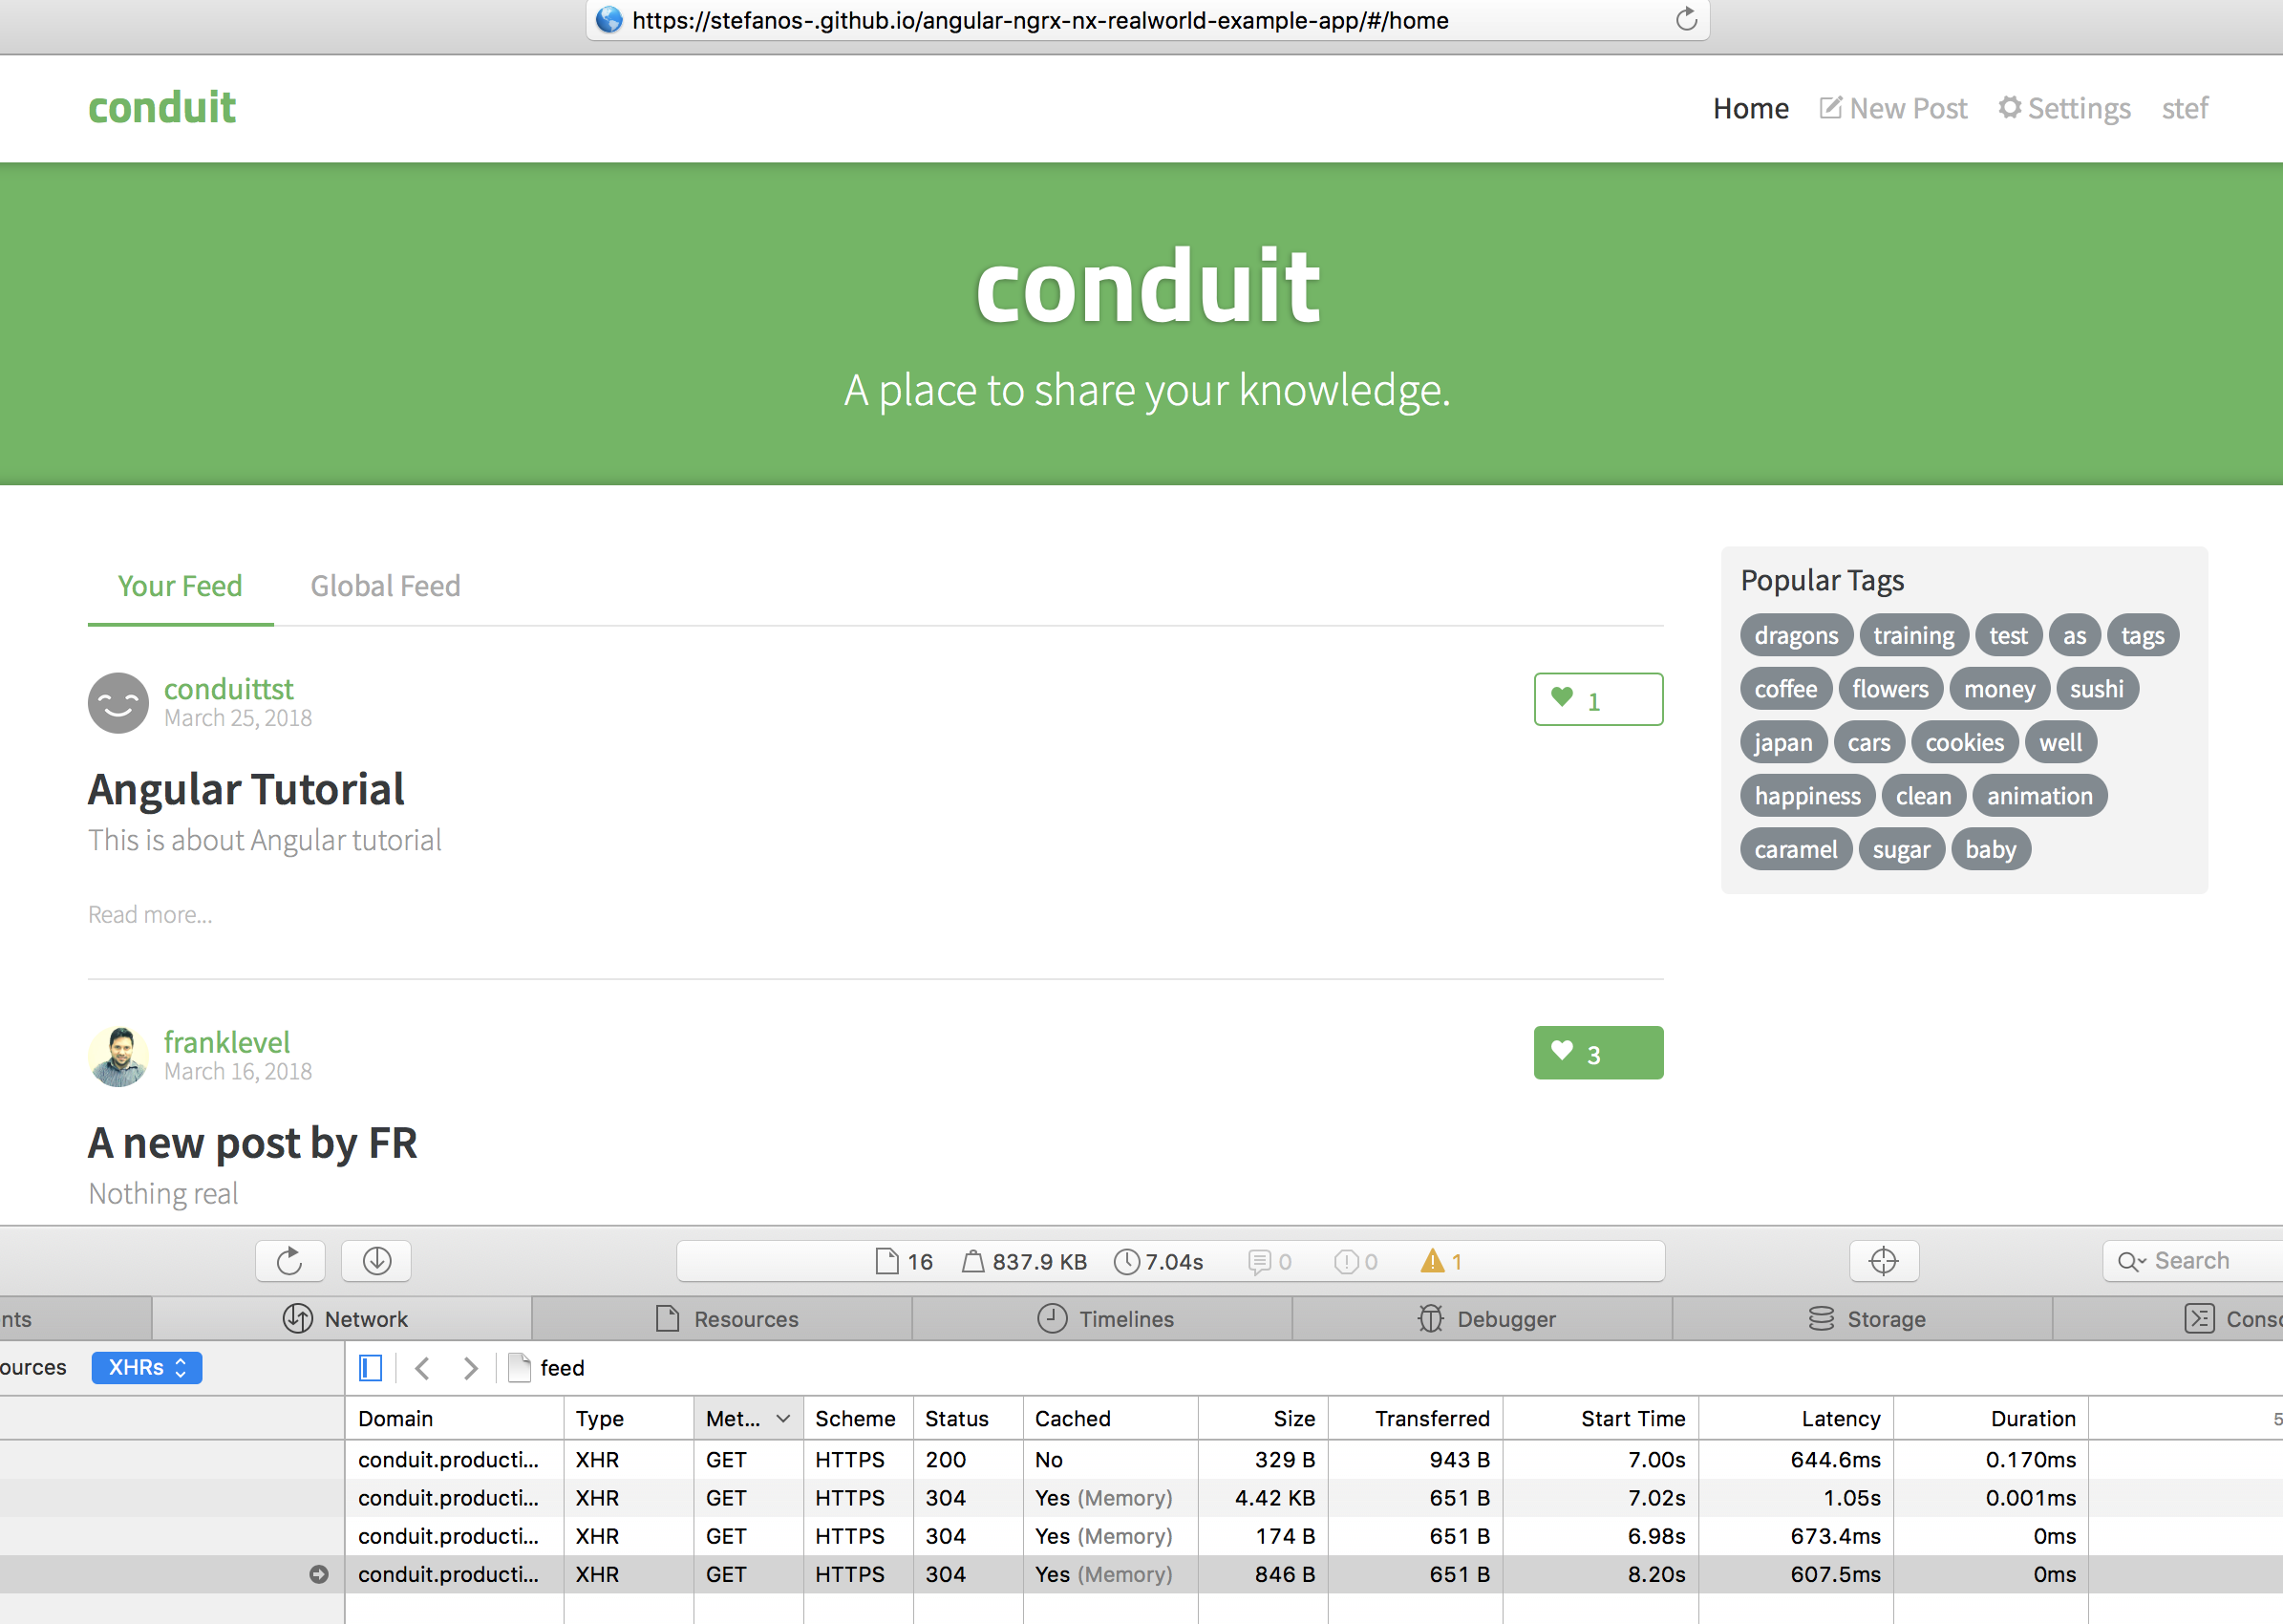 https://stefanos-.github.io/angular-ngrx-nx-realworld-example-app/#/home
conduit
Home New Post Settings stef
conduit
A place to share your knowledge.
Your Feed Global Feed
conduittst
March 25, 2018
1
Angular Tutorial
This is about Angular tutorial
Read more...
franklevel
March 16, 2018
3
A new post by FR
Nothing real
Popular Tags
dragons training test as tags
coffee flowers money sushi
japan cars cookies well
happiness clean animation
caramel sugar baby
16 837.9 KB 7.04s 0 0 1 Search
nts Network Resources Timelines Debugger Storage Conso
ources XHRs feed
Domain Type Met... Scheme Status Cached Size Transferred Start Time Latency Duration 5
conduit.producti... XHR GET HTTPS 200 No 329 B 943 B 7.00s 644.6ms 0.170ms
conduit.producti... XHR GET HTTPS 304 Yes (Memory) 4.42 KB 651 B 7.02s 1.05s 0.001ms
conduit.producti... XHR GET HTTPS 304 Yes (Memory) 174 B 651 B 6.98s 673.4ms 0ms
conduit.producti... XHR GET HTTPS 304 Yes (Memory) 846 B 651 B 8.20s 607.5ms 0ms